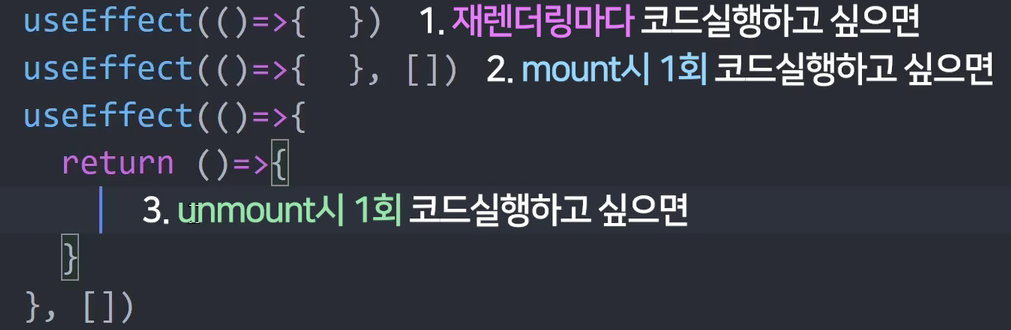 useEffect(()=>{  }) 1. 재렌더링마다 코드실행하고 싶으면
useEffect(()=>{  }, []) 2. mount시 1회 코드실행하고 싶으면
useEffect(()=>{
return ()=>{
3. unmount시 1회 코드실행하고 싶으면
}
}, [])